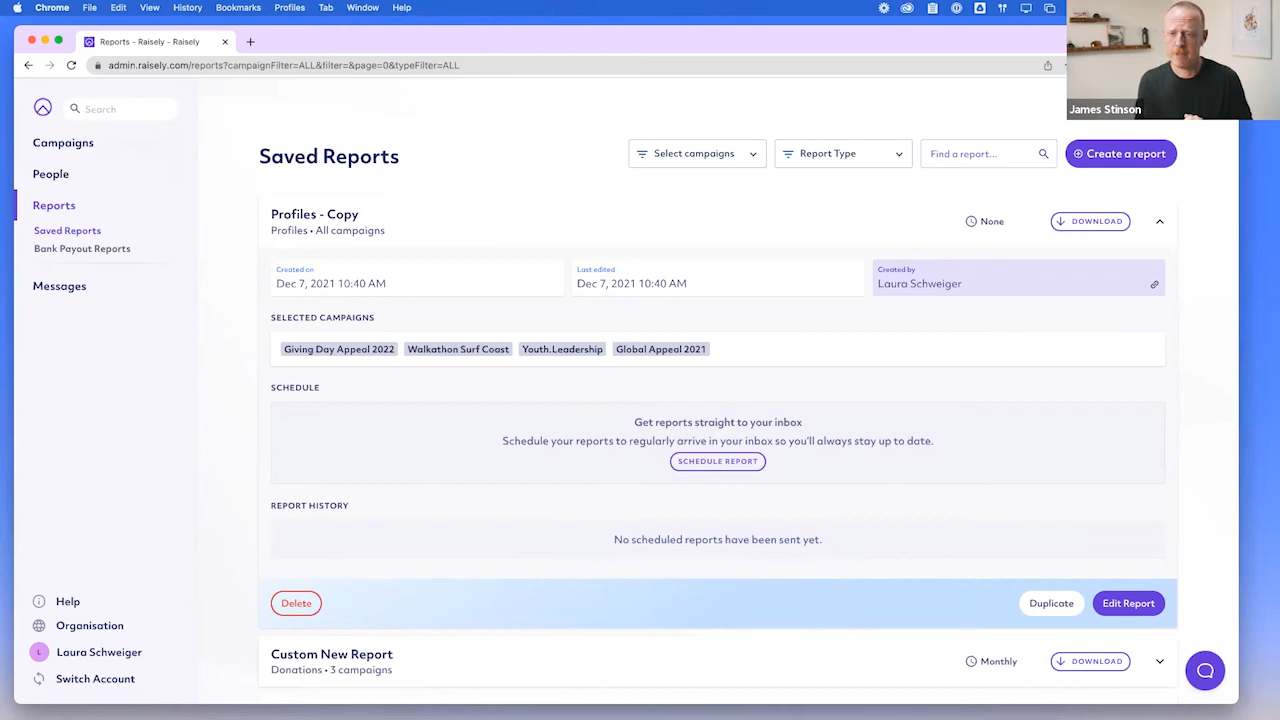 Chrome File Edit View History Bookmarks Profiles Tab Window Help
Reports - Raisely - Raisely
admin.raisely.com/reports?campaignFilter=ALL&filter=&page=0&typeFilter=ALL
James Stinson
Search
Campaigns
People
Reports
Saved Reports
Bank Payout Reports
Messages
Help
Organisation
L Laura Schweiger
Switch Account
Saved Reports
Select campaigns
Report Type
Find a report...
Create a report
Profiles - Copy
Profiles • All campaigns
None
DOWNLOAD
Created on
Dec 7, 2021 10:40 AM
Last edited
Dec 7, 2021 10:40 AM
Created by
Laura Schweiger
SELECTED CAMPAIGNS
Giving Day Appeal 2022 Walkathon Surf Coast Youth.Leadership Global Appeal 2021
SCHEDULE
Get reports straight to your inbox
Schedule your reports to regularly arrive in your inbox so you'll always stay up to date.
SCHEDULE REPORT
REPORT HISTORY
No scheduled reports have been sent yet.
Delete
Duplicate
Edit Report
Custom New Report
Donations • 3 campaigns
Monthly
DOWNLOAD